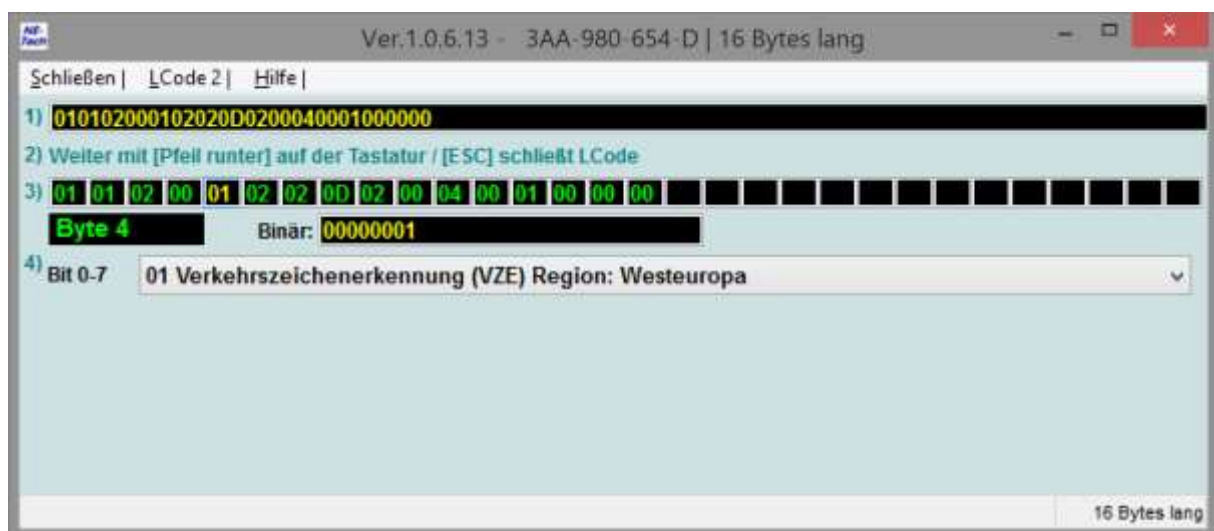 NE-Tech
Ver.1.0.6.13 - 3AA-980-654-D | 16 Bytes lang
Schließen | LCode 2 | Hilfe |
1) 010102000102020D0200040001000000
2) Weiter mit [Pfeil runter] auf der Tastatur / [ESC] schließt LCode
3) 01 01 02 00 01 02 02 0D 02 00 04 00 01 00 00 00
Byte 4 Binär: 00000001
4) Bit 0-7 01 Verkehrszeichenerkennung (VZE) Region: Westeuropa
16 Bytes lang